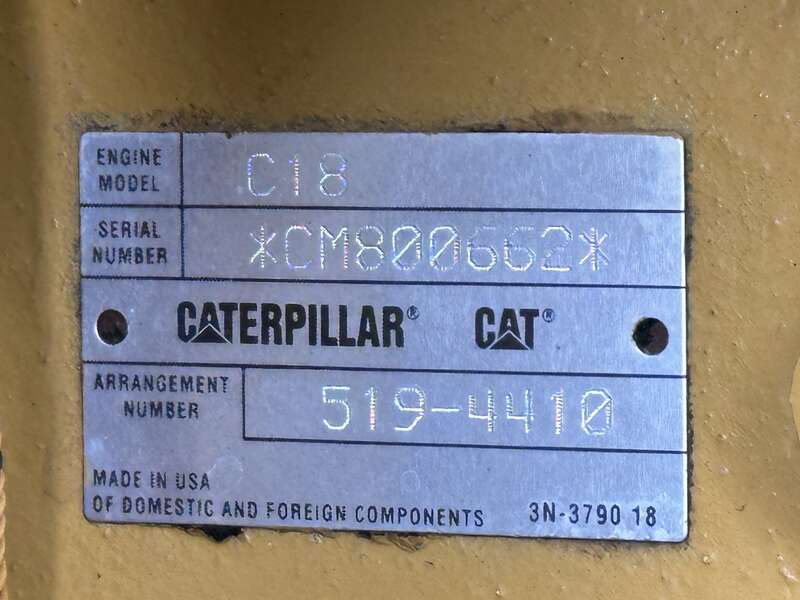 ENGINE MODEL C18
SERIAL NUMBER *CM800662*
CATERPILLAR® CAT®
ARRANGEMENT NUMBER 519-4410
MADE IN USA
OF DOMESTIC AND FOREIGN COMPONENTS 3N-3790 18